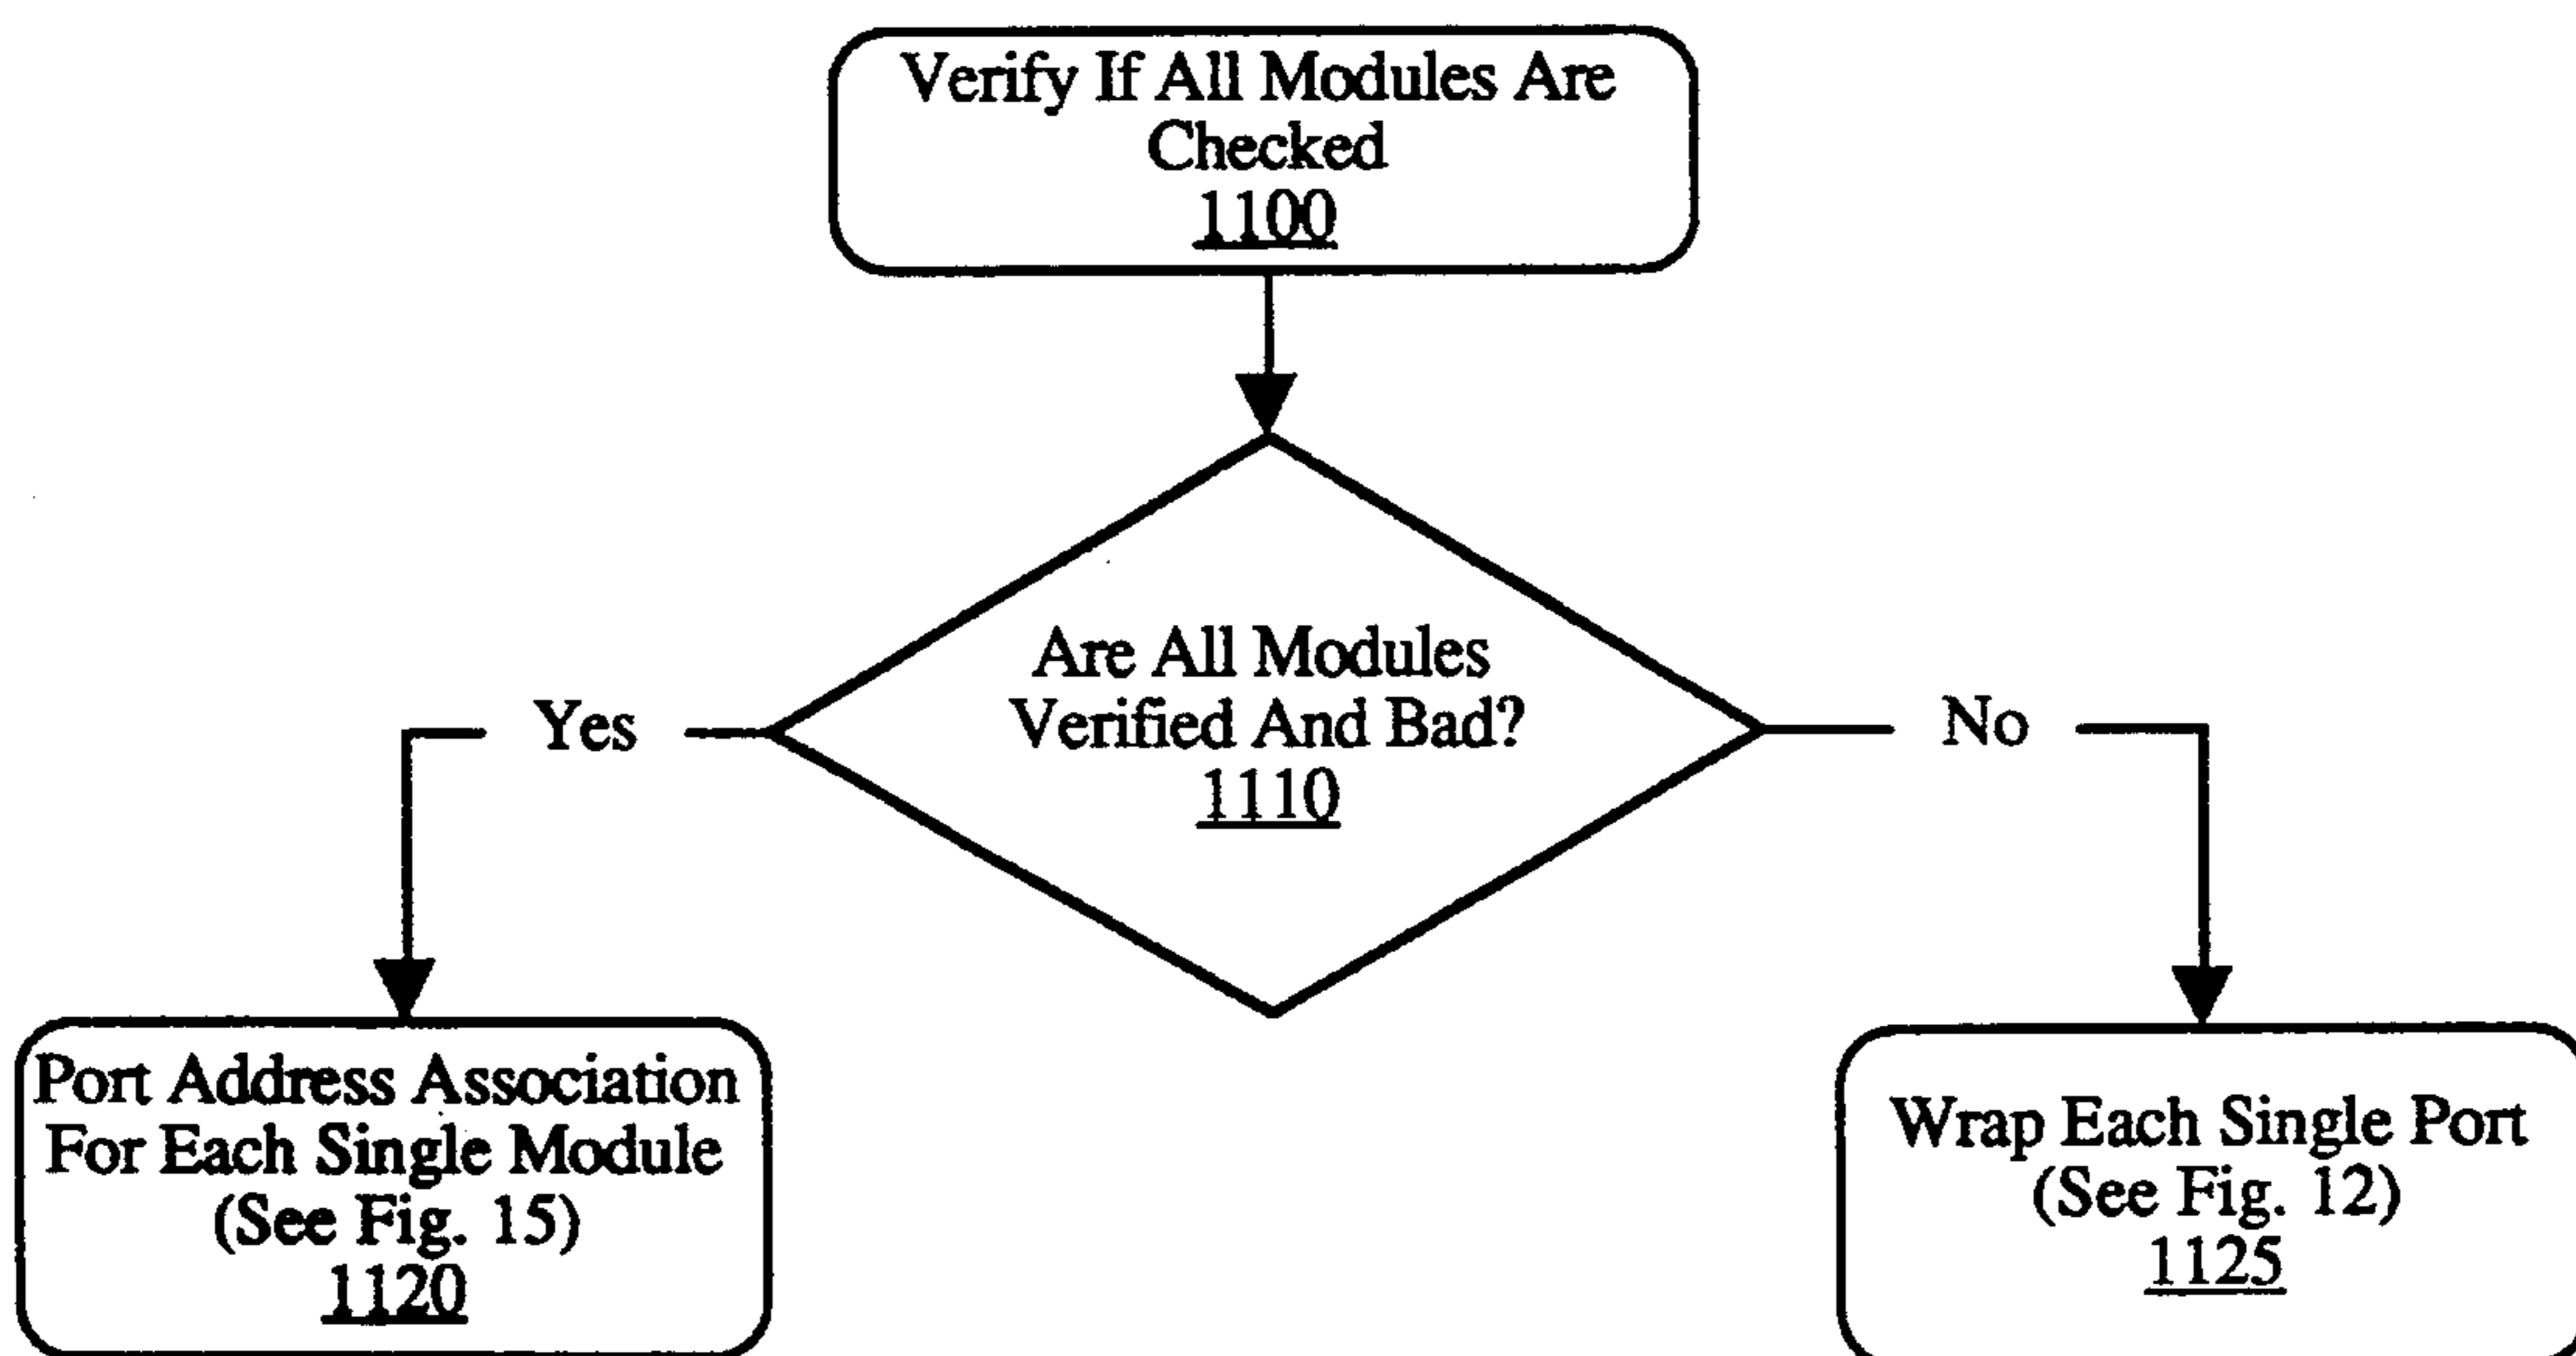 Verify If All Modules Are
Checked
1100
Are All Modules
Verified And Bad?
1110
Yes
No
Port Address Association
For Each Single Module
(See Fig. 15)
1120
Wrap Each Single Port
(See Fig. 12)
1125